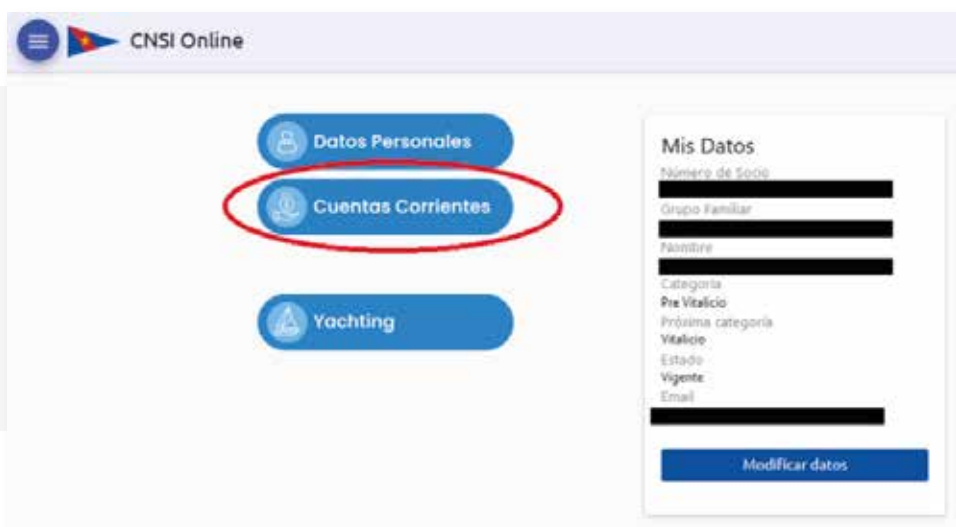 CNSI Online
Datos Personales
Cuentas Corrientes
Yachting
Mis Datos
Número de Socio
Grupo Familiar
Nombre
Categoría
Pre Vitalicio
Próxima categoría
Vitalicio
Estado
Vigente
Email
Modificar datos